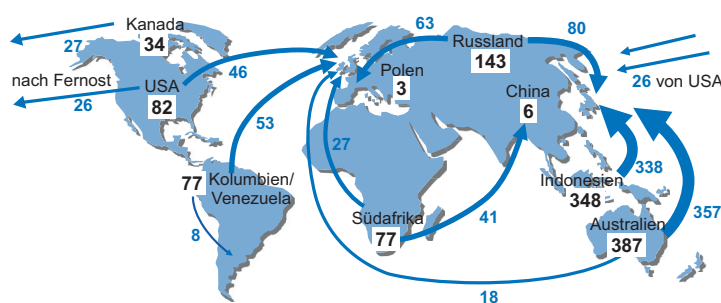 Kanada
34
27
nach Fernost
USA
82
26
46
63
Russland
143
80
26 von USA
Polen
3
China
6
53
27
77
Kolumbien/
Venezuela
8
Südafrika
77
41
Indonesien
348
338
Australien
387
357
18